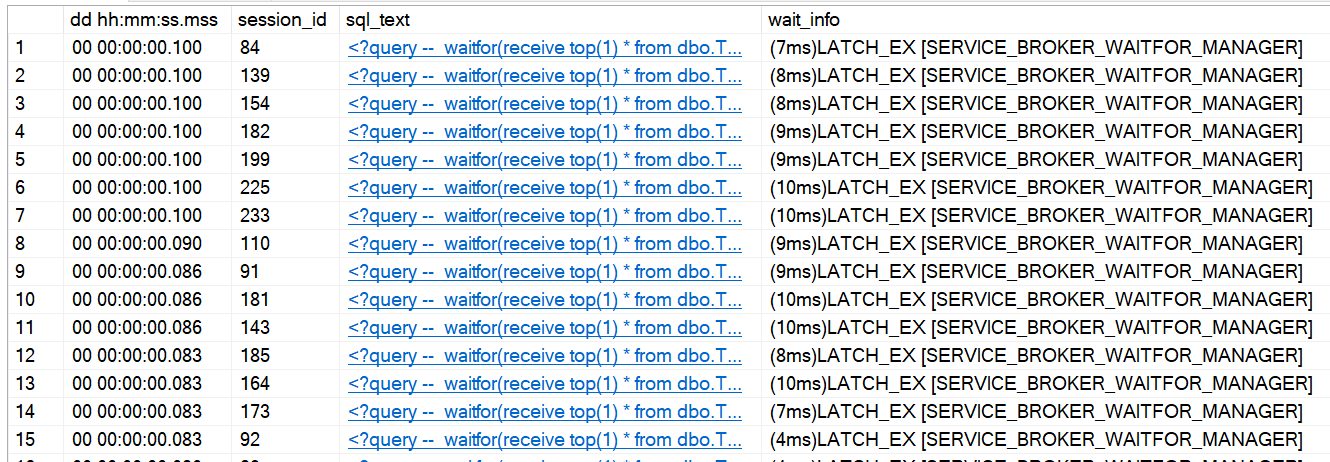 dd hh:mm:ss.mss session_id sql_text wait_info
1 00 00:00:00.100 84 <?query -- waitfor(receive top(1) * from dbo.T... (7ms)LATCH_EX [SERVICE_BROKER_WAITFOR_MANAGER]
2 00 00:00:00.100 139 <?query -- waitfor(receive top(1) * from dbo.T... (8ms)LATCH_EX [SERVICE_BROKER_WAITFOR_MANAGER]
3 00 00:00:00.100 154 <?query -- waitfor(receive top(1) * from dbo.T... (8ms)LATCH_EX [SERVICE_BROKER_WAITFOR_MANAGER]
4 00 00:00:00.100 182 <?query -- waitfor(receive top(1) * from dbo.T... (9ms)LATCH_EX [SERVICE_BROKER_WAITFOR_MANAGER]
5 00 00:00:00.100 199 <?query -- waitfor(receive top(1) * from dbo.T... (9ms)LATCH_EX [SERVICE_BROKER_WAITFOR_MANAGER]
6 00 00:00:00.100 225 <?query -- waitfor(receive top(1) * from dbo.T... (10ms)LATCH_EX [SERVICE_BROKER_WAITFOR_MANAGER]
7 00 00:00:00.100 233 <?query -- waitfor(receive top(1) * from dbo.T... (10ms)LATCH_EX [SERVICE_BROKER_WAITFOR_MANAGER]
8 00 00:00:00.090 110 <?query -- waitfor(receive top(1) * from dbo.T... (9ms)LATCH_EX [SERVICE_BROKER_WAITFOR_MANAGER]
9 00 00:00:00.086 91 <?query -- waitfor(receive top(1) * from dbo.T... (9ms)LATCH_EX [SERVICE_BROKER_WAITFOR_MANAGER]
10 00 00:00:00.086 181 <?query -- waitfor(receive top(1) * from dbo.T... (10ms)LATCH_EX [SERVICE_BROKER_WAITFOR_MANAGER]
11 00 00:00:00.086 143 <?query -- waitfor(receive top(1) * from dbo.T... (10ms)LATCH_EX [SERVICE_BROKER_WAITFOR_MANAGER]
12 00 00:00:00.083 185 <?query -- waitfor(receive top(1) * from dbo.T... (8ms)LATCH_EX [SERVICE_BROKER_WAITFOR_MANAGER]
13 00 00:00:00.083 164 <?query -- waitfor(receive top(1) * from dbo.T... (10ms)LATCH_EX [SERVICE_BROKER_WAITFOR_MANAGER]
14 00 00:00:00.083 173 <?query -- waitfor(receive top(1) * from dbo.T... (7ms)LATCH_EX [SERVICE_BROKER_WAITFOR_MANAGER]
15 00 00:00:00.083 92 <?query -- waitfor(receive top(1) * from dbo.T... (4ms)LATCH_EX [SERVICE_BROKER_WAITFOR_MANAGER]